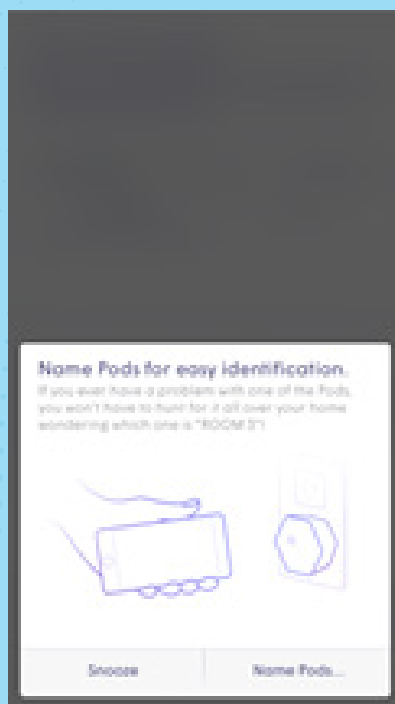 Name Pods for easy identification.
If you ever have a problem with one of the Pods,
you won't have to hunt for it all over your home
wondering which one is "ROOM 3"!
Snooze
Name Pods...